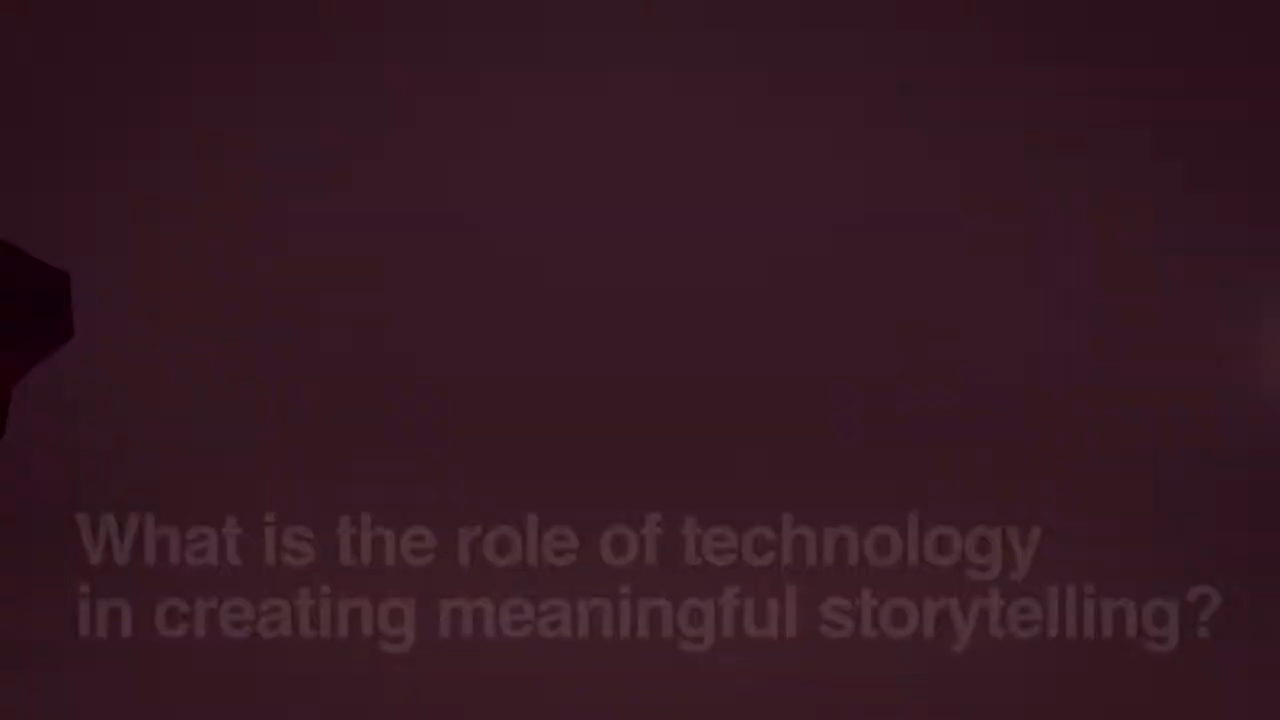 What is the role of technology
in creating meaningful storytelling?